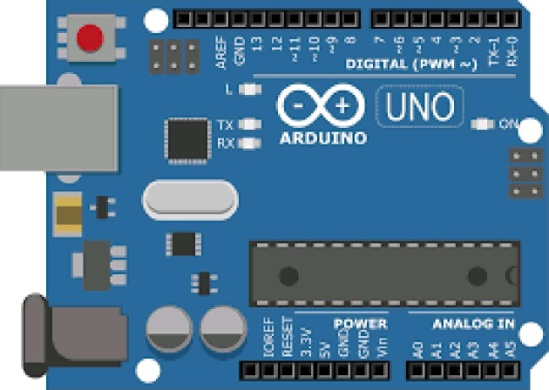 AREF
GND
13
12
~11
~10
~9
8
7
~6
~5
4
~3
2
TX-1
RX-0
DIGITAL (PWM ~)
L
TX
RX
UNO
ARDUINO
ON
POWER
ANALOG IN
IOREF
RESET
3.3V
5V
GND
GND
Vin
A0
A1
A2
A3
A4
A5